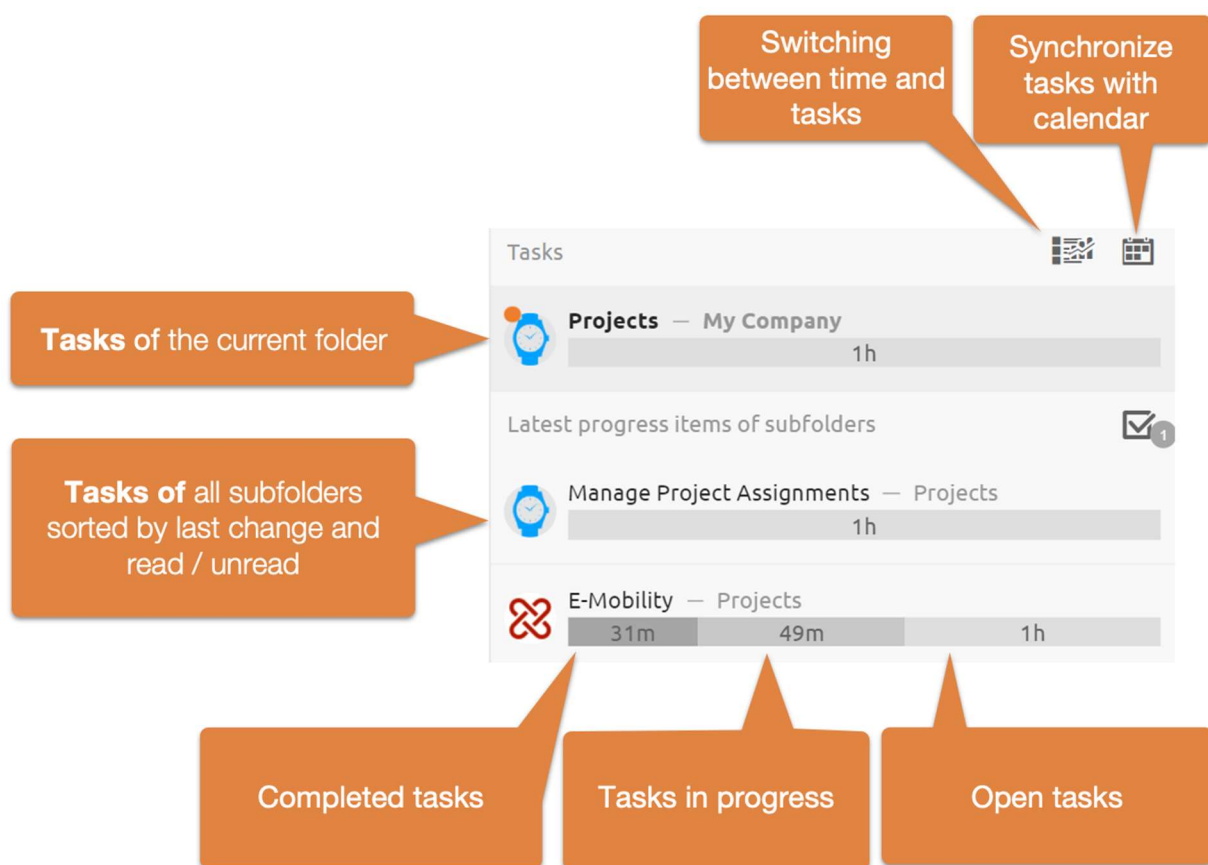 Switching
between time and
tasks
Synchronize
tasks with
calendar
Tasks
Tasks of the current folder
Projects — My Company
1h
Latest progress items of subfolders
1
Tasks of all subfolders
sorted by last change and
read / unread
Manage Project Assignments — Projects
1h
E-Mobility — Projects
31m 49m 1h
Completed tasks
Tasks in progress
Open tasks